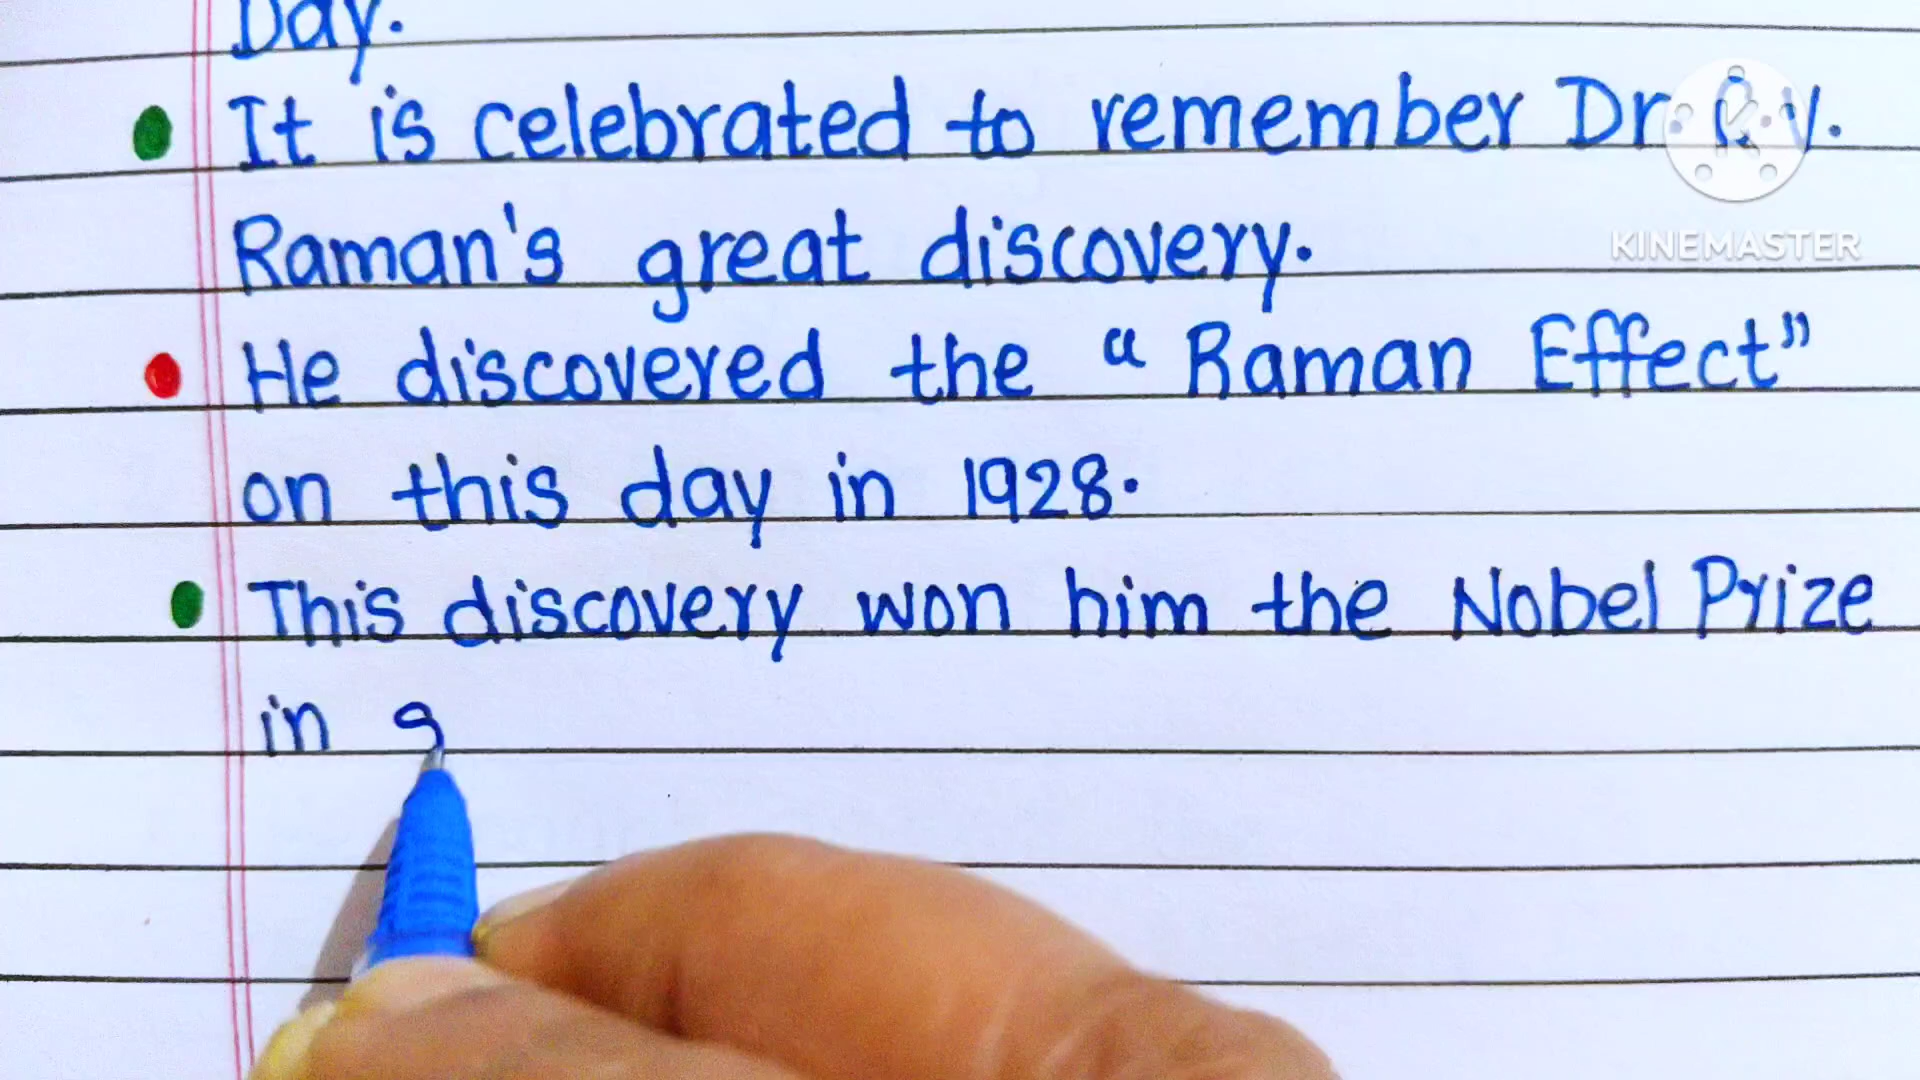 Day.
It is celebrated to remember Dr. V.
Raman's great discovery.
KINEMASTER
He discovered the "Raman Effect"
on this day in 1928.
This discovery won him the Nobel Prize
in